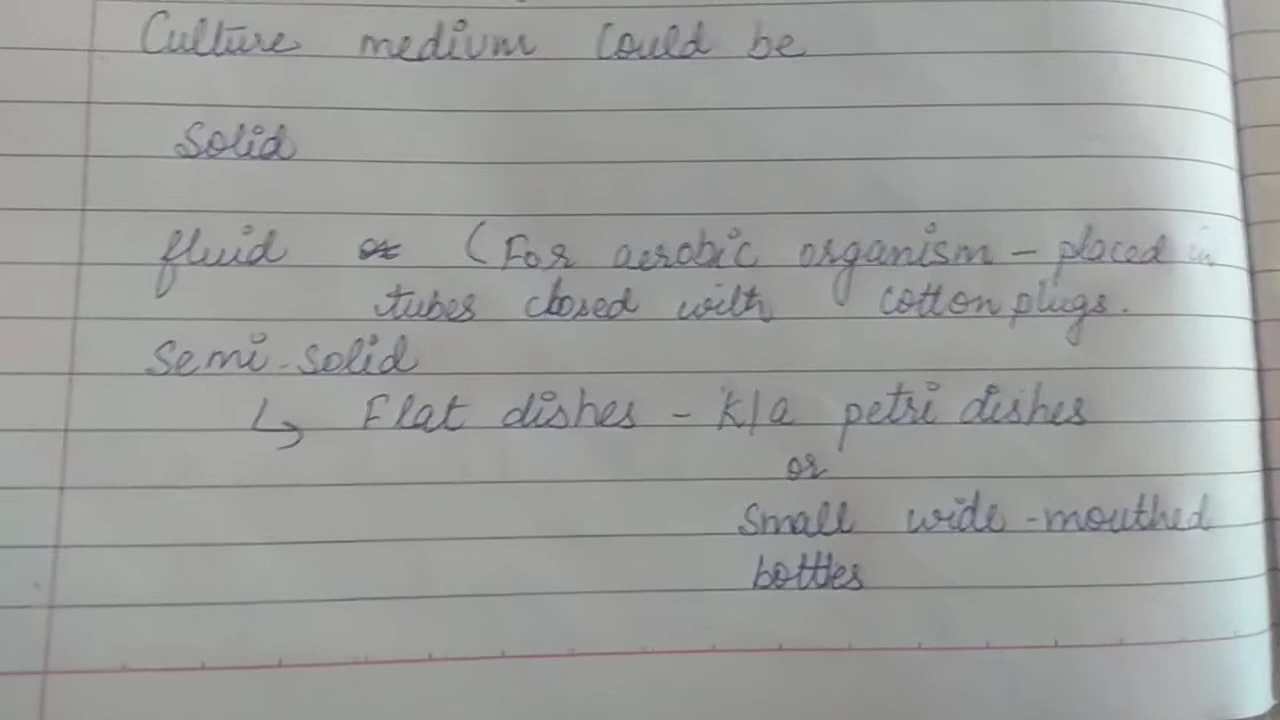 Culture medium could be
Solid
fluid (For aerobic organism - placed in
tubes closed with cotton plugs.
Semi-solid
↳ Flat dishes - K/a petri dishes
or
Small wide-mouthed
bottles